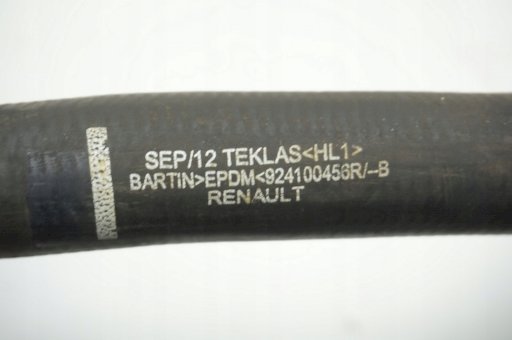 SEP/12 TEKLAS<HL1>
BARTIN>EPDM<924100456R/--B
RENAULT